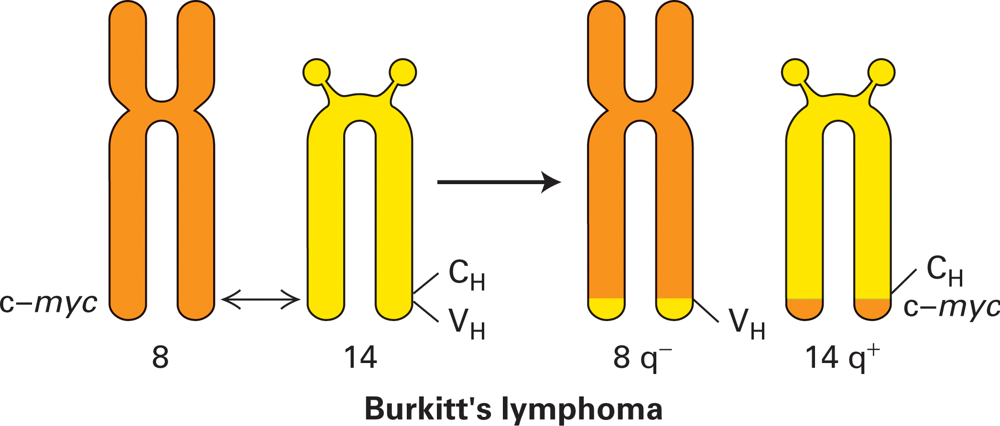 C_H
C_H
c–myc
c–myc
V_H
V_H
8
14
8 q⁻
14 q⁺
Burkitt's lymphoma